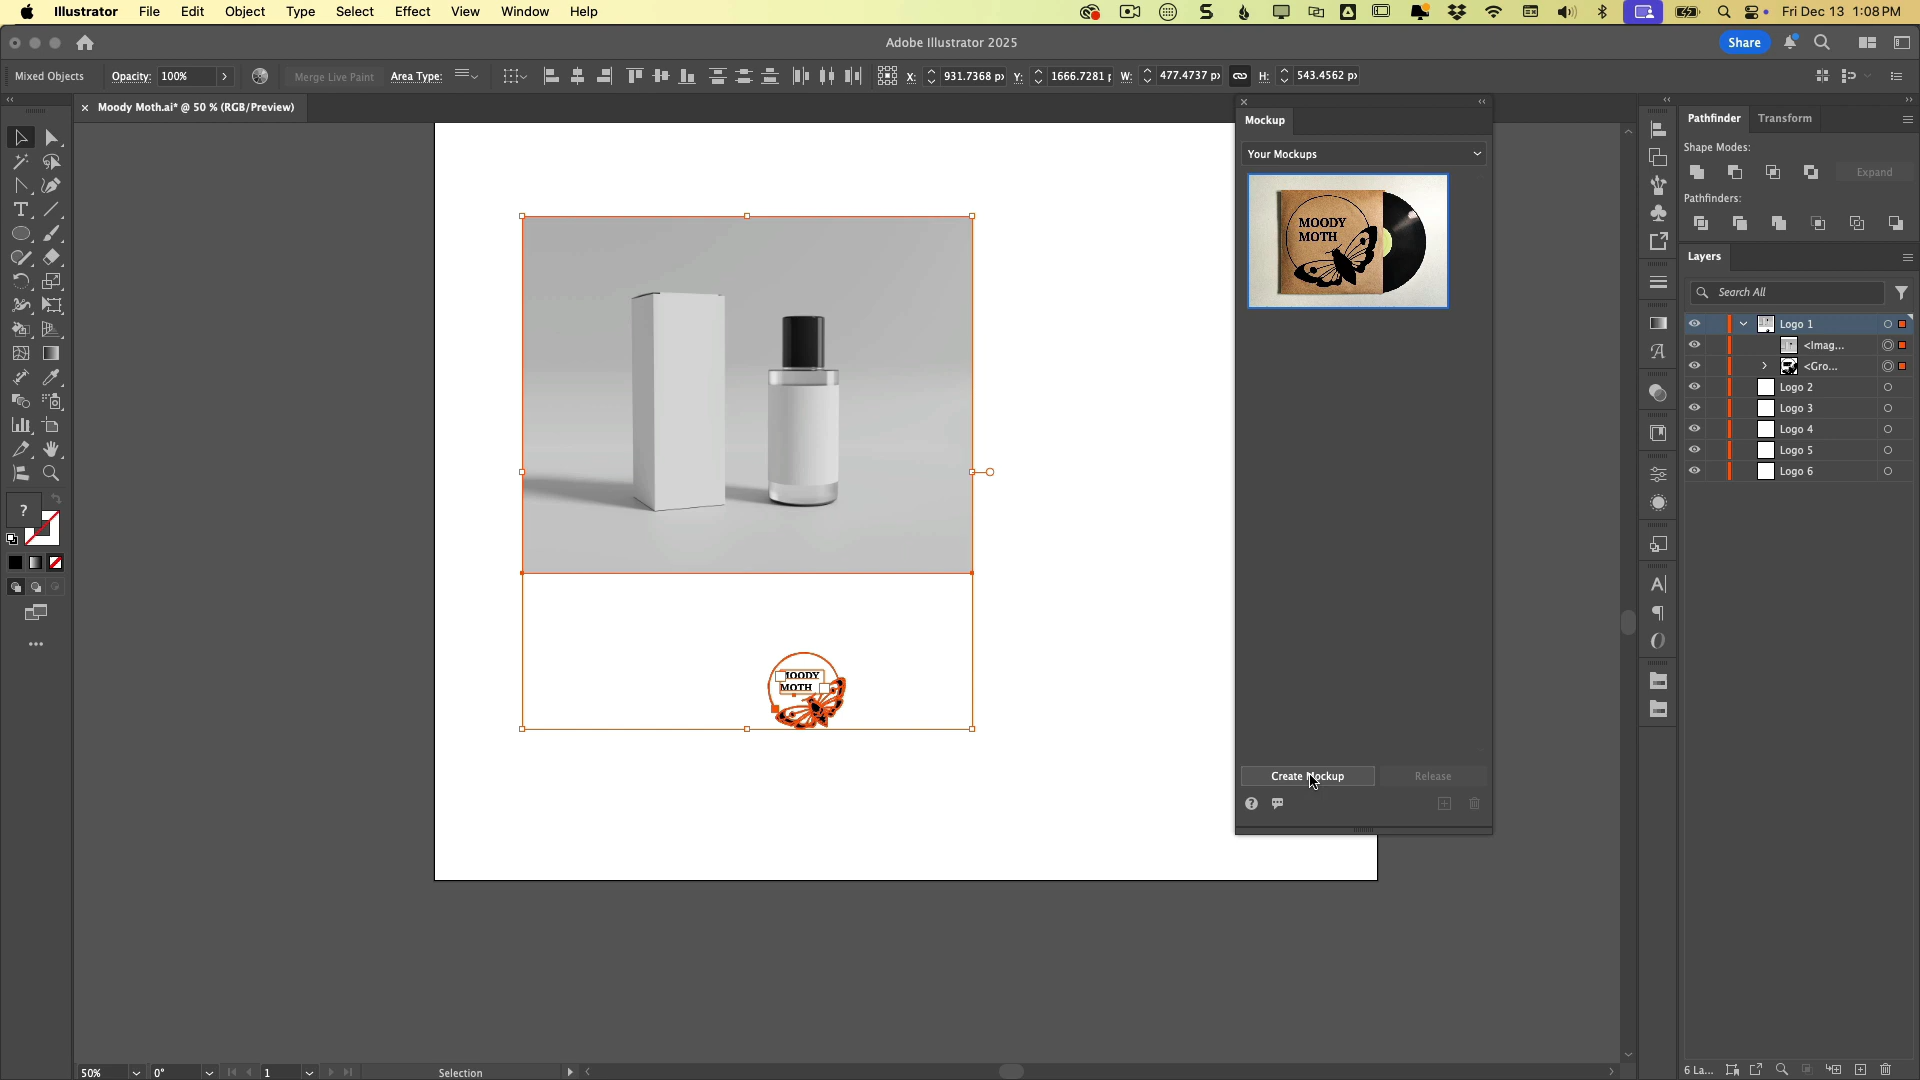 Illustrator File Edit Object Type Select Effect View Window Help
Fri Dec 13 1:08 PM
Adobe Illustrator 2025
Share
Mixed Objects Opacity: 100% Merge Live Paint Area Type: X: 931.7368 px Y: 1666.7281 W: 477.4737 px H: 543.4562 px
Moody Moth.ai* @ 50 % (RGB/Preview)
Mockup
Your Mockups
MOODY
MOTH
MOODY
MOTH
Create Mockup Release
Pathfinder Transform
Shape Modes:
Expand
Pathfinders:
Layers
Search All
Logo 1
<Imag...
<Gro...
Logo 2
Logo 3
Logo 4
Logo 5
Logo 6
?
50% 0° 1 Selection
6 La...